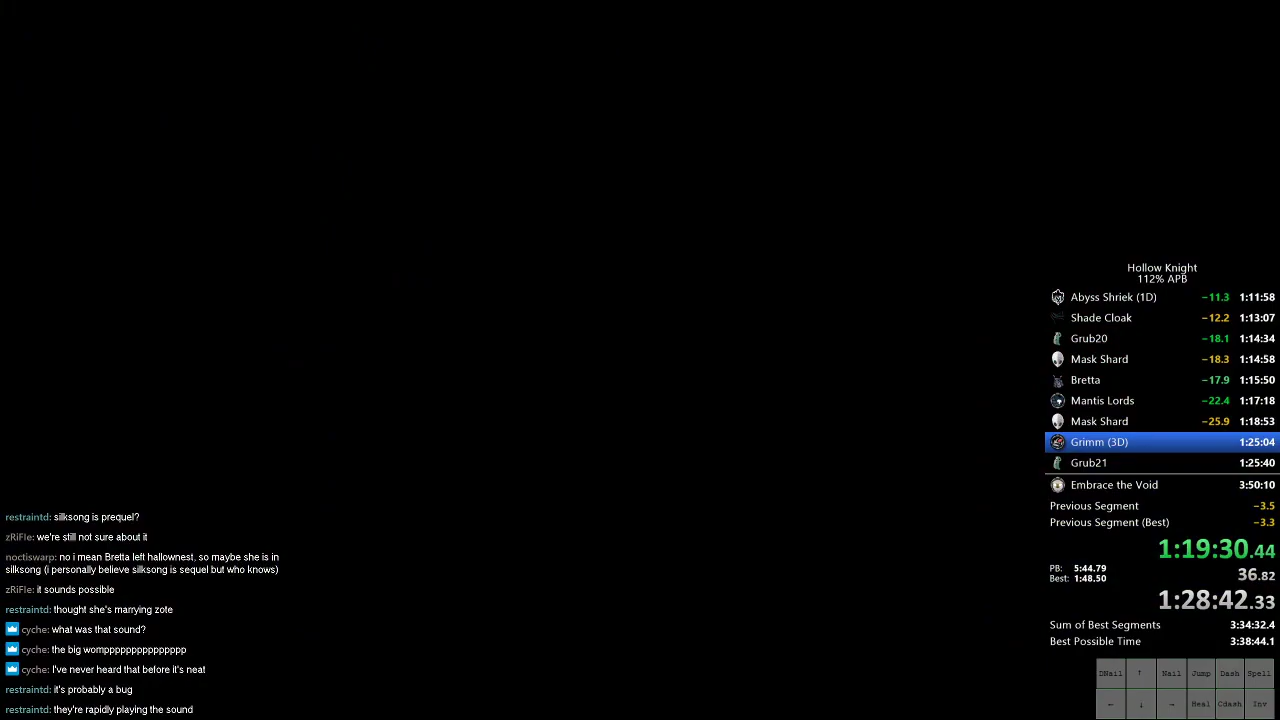 Hollow Knight
112% APB
Abyss Shriek (1D) −11.3 1:11:58
Shade Cloak −12.2 1:13:07
Grub20 −18.1 1:14:34
Mask Shard −18.3 1:14:58
Bretta −17.9 1:15:50
Mantis Lords −22.4 1:17:18
Mask Shard −25.9 1:18:53
Grimm (3D) 1:25:04
Grub21 1:25:40
Embrace the Void 3:50:10
Previous Segment −3.5
Previous Segment (Best) −3.3
1:19:30.44
PB: 5:44.79
Best: 1:48.50
36.82
1:28:42.33
Sum of Best Segments 3:34:32.4
Best Possible Time 3:38:44.1
DNail ↑ Nail Jump Dash Spell
← ↓ → Heal Cdash Inv
restraintd: silksong is prequel?
zRiFle: we're still not sure about it
noctiswarp: no i mean Bretta left hallownest, so maybe she is in
silksong (i personally believe silksong is sequel but who knows)
zRiFle: it sounds possible
restraintd: thought she's marrying zote
cyche: what was that sound?
cyche: the big wompppppppppppppp
cyche: I've never heard that before it's neat
restraintd: it's probably a bug
restraintd: they're rapidly playing the sound